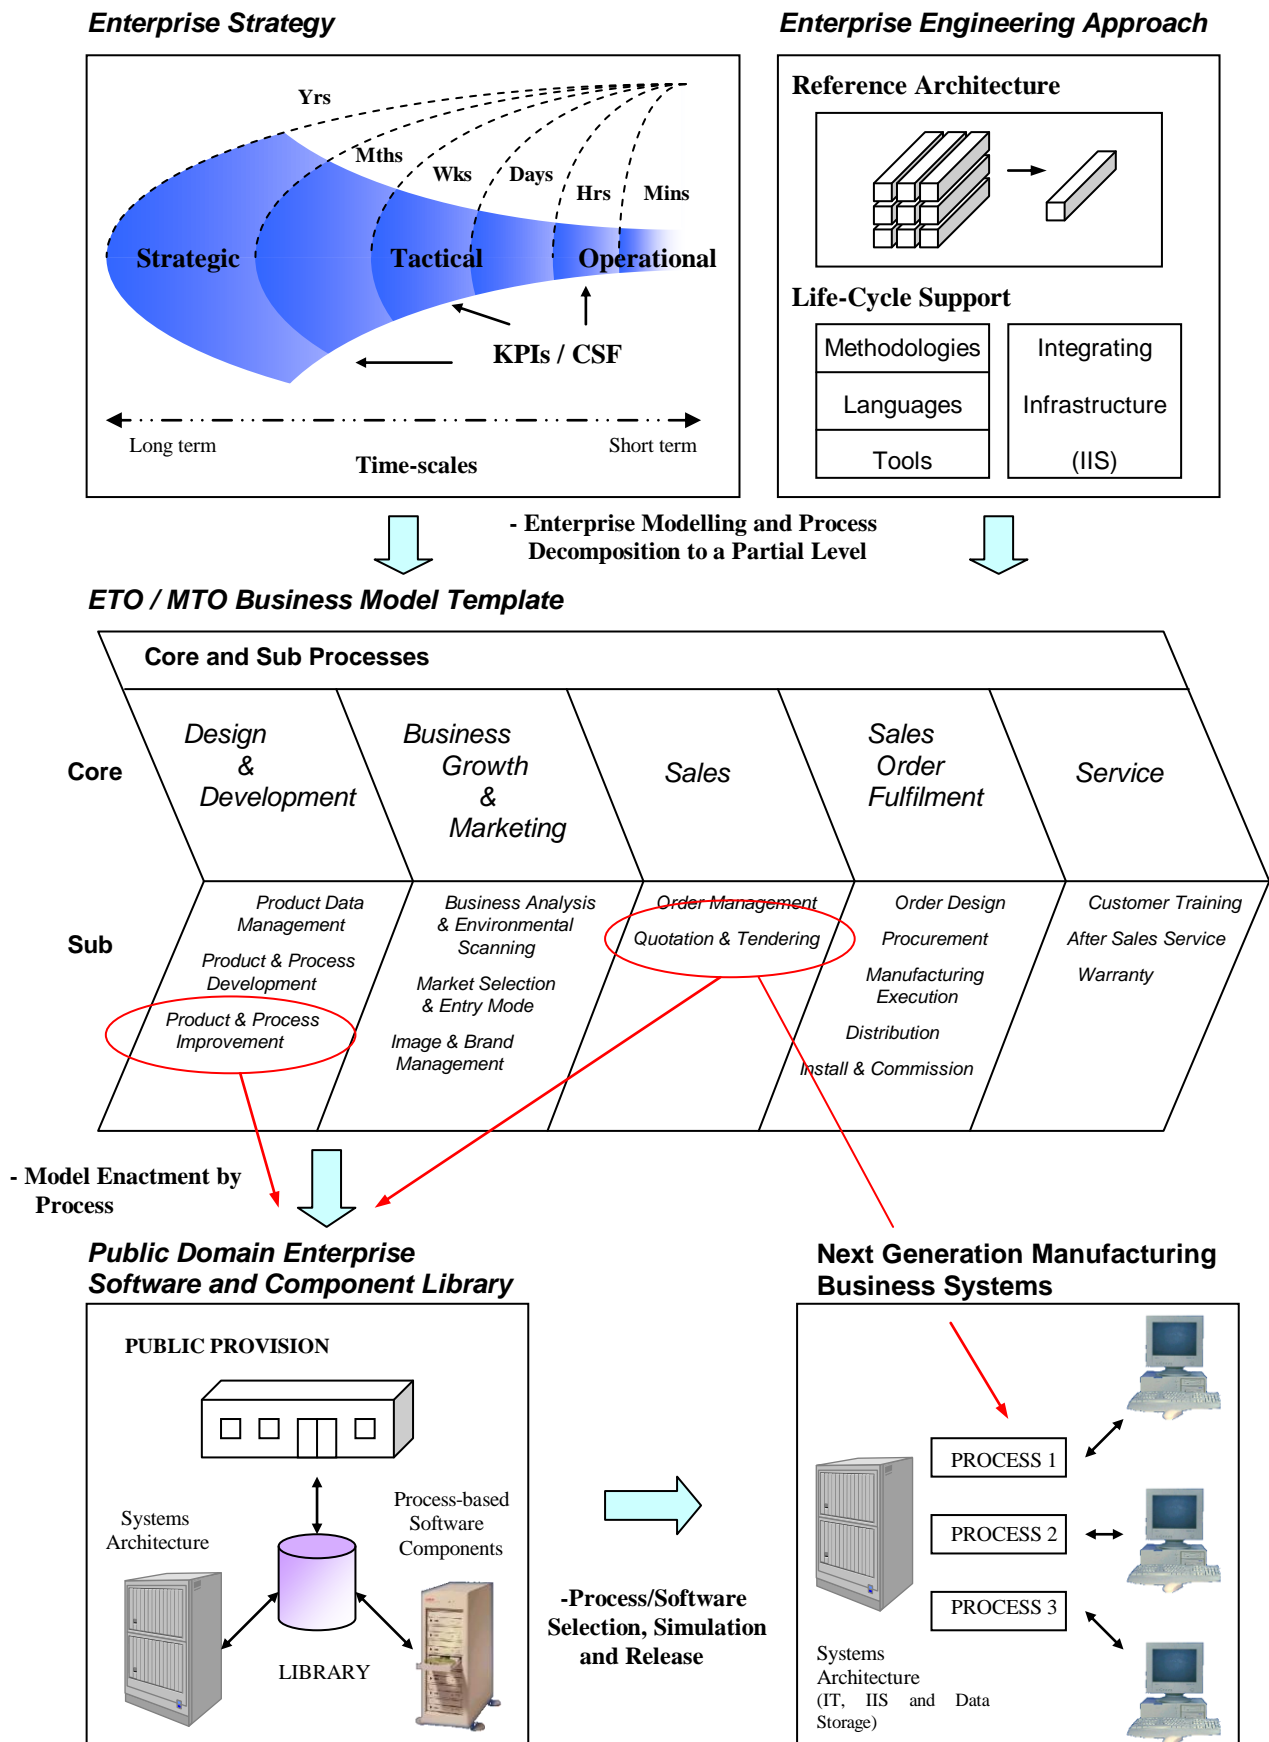 Enterprise Strategy
Yrs
Mths
Wks
Days
Hrs
Mins
Strategic
Tactical
Operational
KPIs / CSF
Long term
Short term
Time-scales
Enterprise Engineering Approach
Reference Architecture
Life-Cycle Support
Methodologies
Languages
Tools
Integrating
Infrastructure
(IIS)
- Enterprise Modelling and Process
Decomposition to a Partial Level
ETO / MTO Business Model Template
Core and Sub Processes
Core
Design
&
Development
Business
Growth
&
Marketing
Sales
Sales
Order
Fulfilment
Service
Sub
Product Data
Management
Product & Process
Development
Product & Process
Improvement
Business Analysis
& Environmental
Scanning
Market Selection
& Entry Mode
Image & Brand
Management
Order Management
Quotation & Tendering
Order Design
Procurement
Manufacturing
Execution
Distribution
Install & Commission
Customer Training
After Sales Service
Warranty
- Model Enactment by
Process
Public Domain Enterprise
Software and Component Library
PUBLIC PROVISION
Systems
Architecture
Process-based
Software
Components
LIBRARY
-Process/Software
Selection, Simulation
and Release
Next Generation Manufacturing
Business Systems
PROCESS 1
PROCESS 2
PROCESS 3
Systems
Architecture
(IT, IIS and Data
Storage)